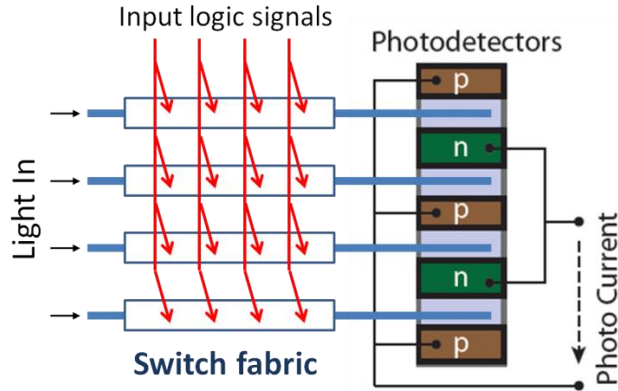 Input logic signals
Photodetectors
p
n
p
n
p
Light In
Photo Current
Switch fabric